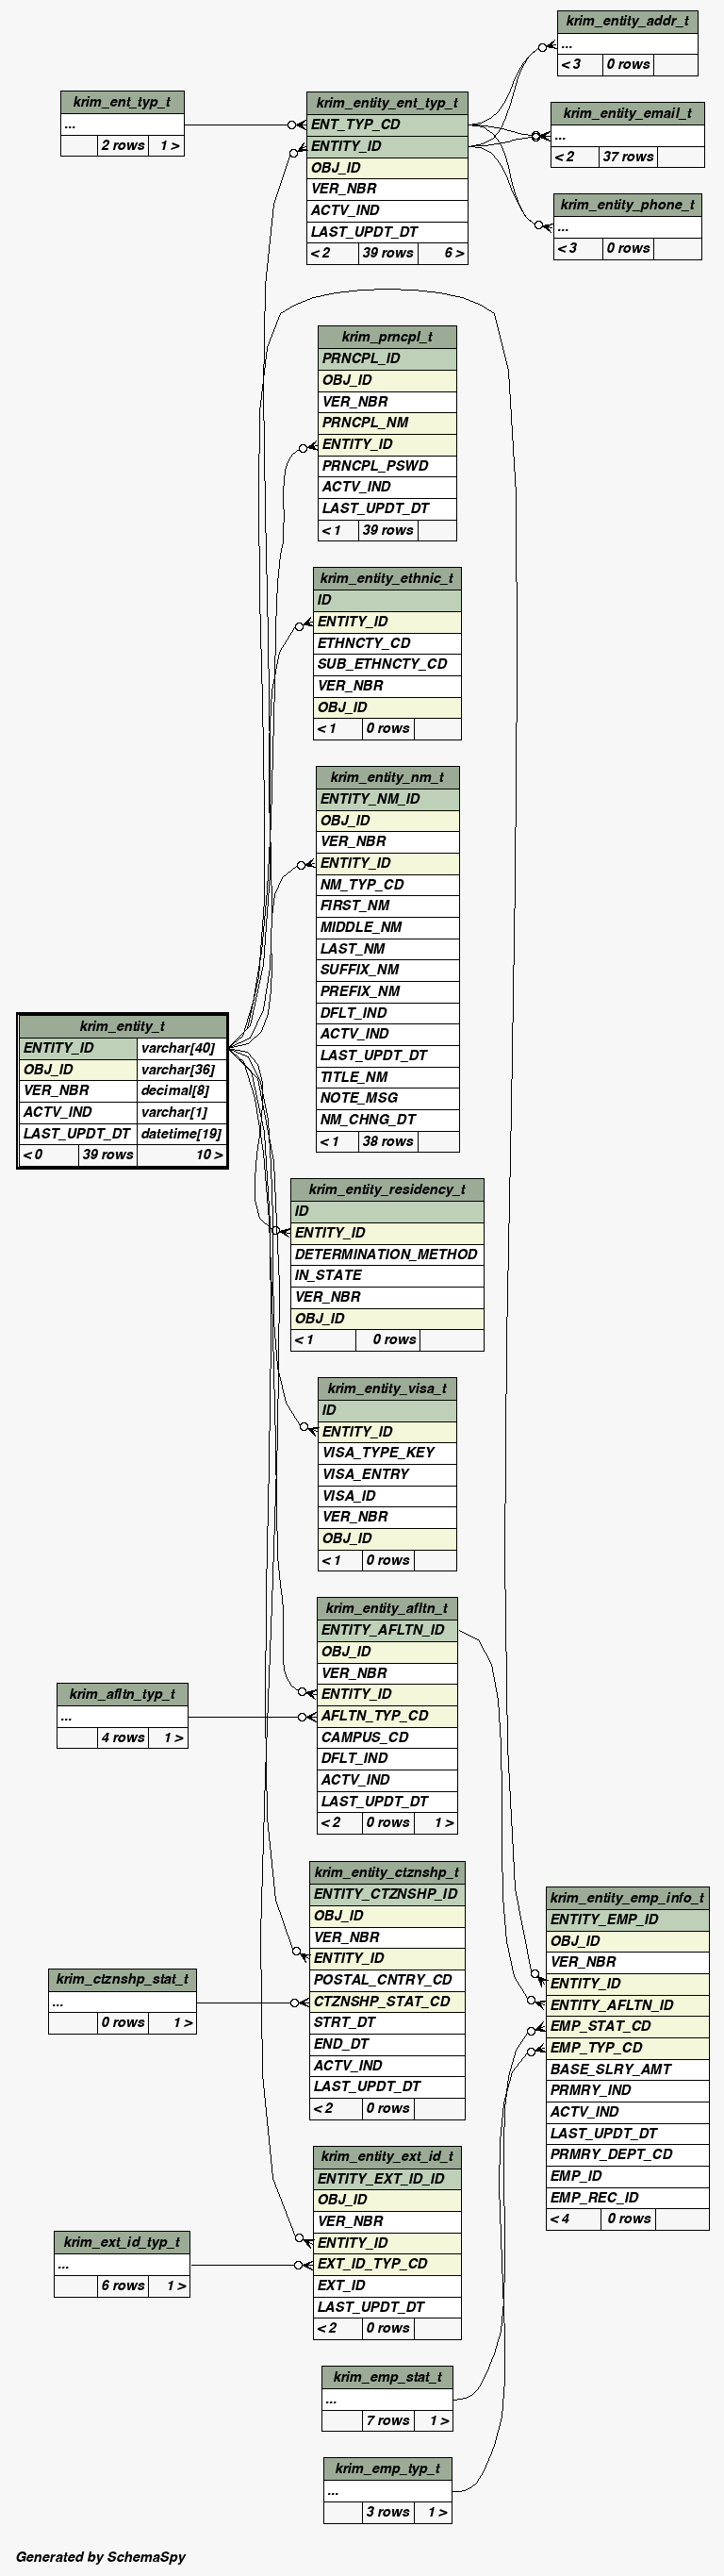 krim_entity_addr_t
...
< 3 0 rows
krim_ent_typ_t
...
2 rows 1 >
krim_entity_ent_typ_t
ENT_TYP_CD
ENTITY_ID
OBJ_ID
VER_NBR
ACTV_IND
LAST_UPDT_DT
< 2 39 rows 6 >
krim_entity_email_t
...
< 2 37 rows
krim_entity_phone_t
...
< 3 0 rows
krim_prncpl_t
PRNCPL_ID
OBJ_ID
VER_NBR
PRNCPL_NM
ENTITY_ID
PRNCPL_PSWD
ACTV_IND
LAST_UPDT_DT
< 1 39 rows
krim_entity_ethnic_t
ID
ENTITY_ID
ETHNCTY_CD
SUB_ETHNCTY_CD
VER_NBR
OBJ_ID
< 1 0 rows
krim_entity_nm_t
ENTITY_NM_ID
OBJ_ID
VER_NBR
ENTITY_ID
NM_TYP_CD
FIRST_NM
MIDDLE_NM
LAST_NM
SUFFIX_NM
PREFIX_NM
DFLT_IND
ACTV_IND
LAST_UPDT_DT
TITLE_NM
NOTE_MSG
NM_CHNG_DT
< 1 38 rows
krim_entity_t
ENTITY_ID varchar[40]
OBJ_ID varchar[36]
VER_NBR decimal[8]
ACTV_IND varchar[1]
LAST_UPDT_DT datetime[19]
< 0 39 rows 10 >
krim_entity_residency_t
ID
ENTITY_ID
DETERMINATION_METHOD
IN_STATE
VER_NBR
OBJ_ID
< 1 0 rows
krim_entity_visa_t
ID
ENTITY_ID
VISA_TYPE_KEY
VISA_ENTRY
VISA_ID
VER_NBR
OBJ_ID
< 1 0 rows
krim_entity_afltn_t
ENTITY_AFLTN_ID
OBJ_ID
VER_NBR
ENTITY_ID
AFLTN_TYP_CD
CAMPUS_CD
DFLT_IND
ACTV_IND
LAST_UPDT_DT
< 2 0 rows 1 >
krim_afltn_typ_t
...
4 rows 1 >
krim_entity_ctznshp_t
ENTITY_CTZNSHP_ID
OBJ_ID
VER_NBR
ENTITY_ID
POSTAL_CNTRY_CD
CTZNSHP_STAT_CD
STRT_DT
END_DT
ACTV_IND
LAST_UPDT_DT
< 2 0 rows
krim_ctznshp_stat_t
...
0 rows 1 >
krim_entity_emp_info_t
ENTITY_EMP_ID
OBJ_ID
VER_NBR
ENTITY_ID
ENTITY_AFLTN_ID
EMP_STAT_CD
EMP_TYP_CD
BASE_SLRY_AMT
PRMRY_IND
ACTV_IND
LAST_UPDT_DT
PRMRY_DEPT_CD
EMP_ID
EMP_REC_ID
< 4 0 rows
krim_entity_ext_id_t
ENTITY_EXT_ID_ID
OBJ_ID
VER_NBR
ENTITY_ID
EXT_ID_TYP_CD
EXT_ID
LAST_UPDT_DT
< 2 0 rows
krim_ext_id_typ_t
...
6 rows 1 >
krim_emp_stat_t
...
7 rows 1 >
krim_emp_typ_t
...
3 rows 1 >
Generated by SchemaSpy